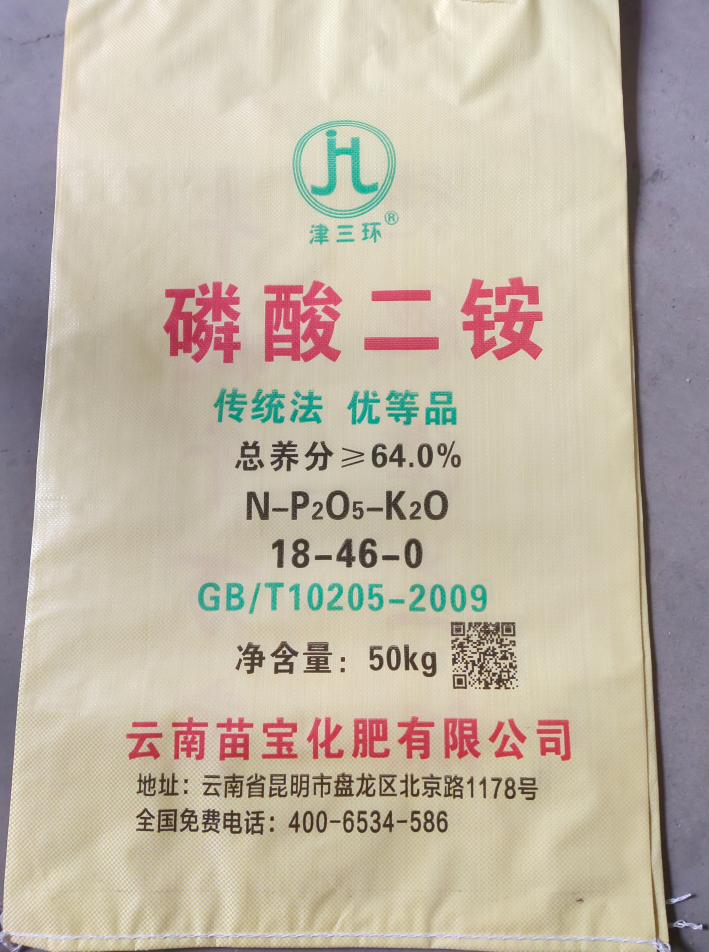 津三环®
磷酸二铵
传统法 优等品
总养分≥64.0%
N-P₂O₅-K₂O
18-46-0
GB/T10205-2009
净含量：50kg
云南苗宝化肥有限公司
地址：云南省昆明市盘龙区北京路1178号
全国免费电话：400-6534-586